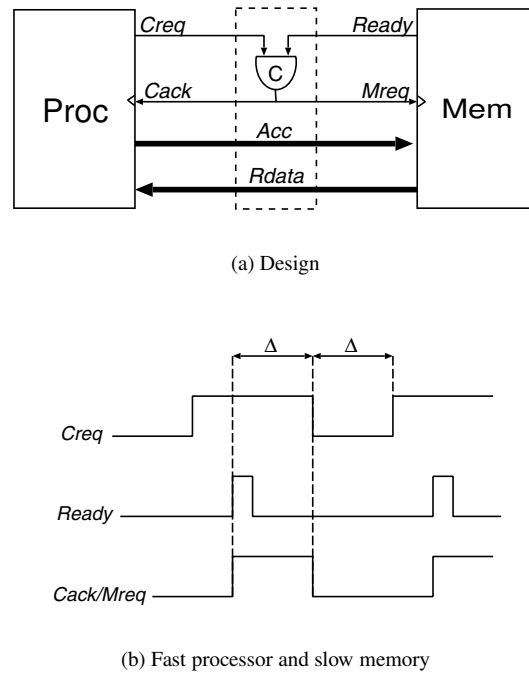 Creq
Ready
C
Proc
Cack
Mreq
Mem
Acc
Rdata
(a) Design
Δ
Δ
Creq
Ready
Cack/Mreq
(b) Fast processor and slow memory